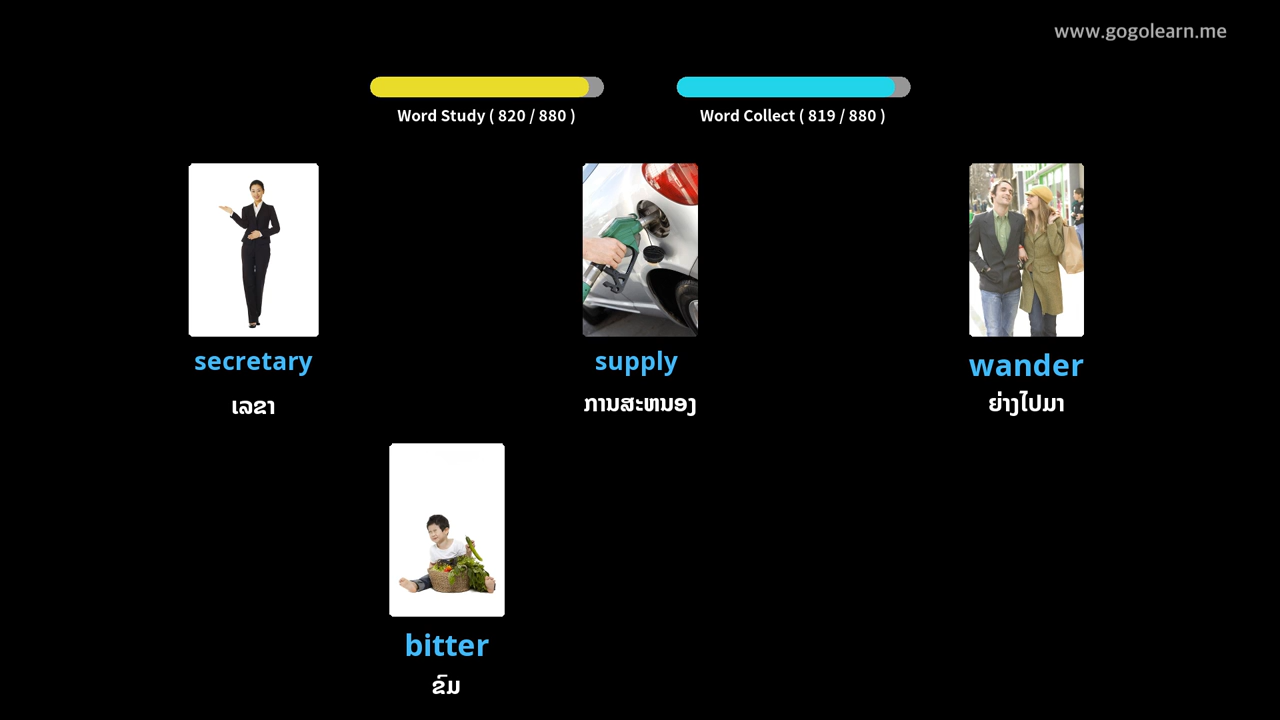 www.gogolearn.me
Word Study ( 820 / 880 )
Word Collect ( 819 / 880 )
secretary
ເລຂາ
supply
ການສະຫນອງ
wander
ຍ່າງໄປມາ
bitter
ຂົມ